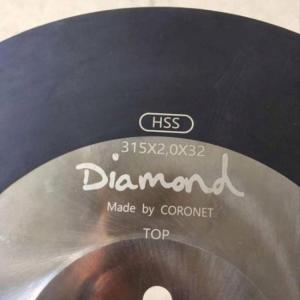 HSS
315X2,0X32
Diamond
Made by CORONET
TOP